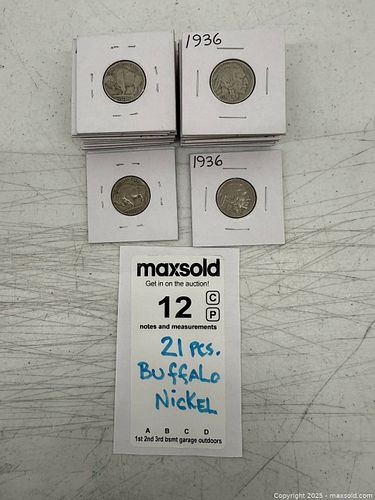 1936
1936
maxsold
Get in on the auction!
12
C
P
notes and measurements
21 pcs.
Buffalo
Nickel
A B C D
1st 2nd 3rd bsmt garage outdoors
Copyright 2025 - maxsold.com